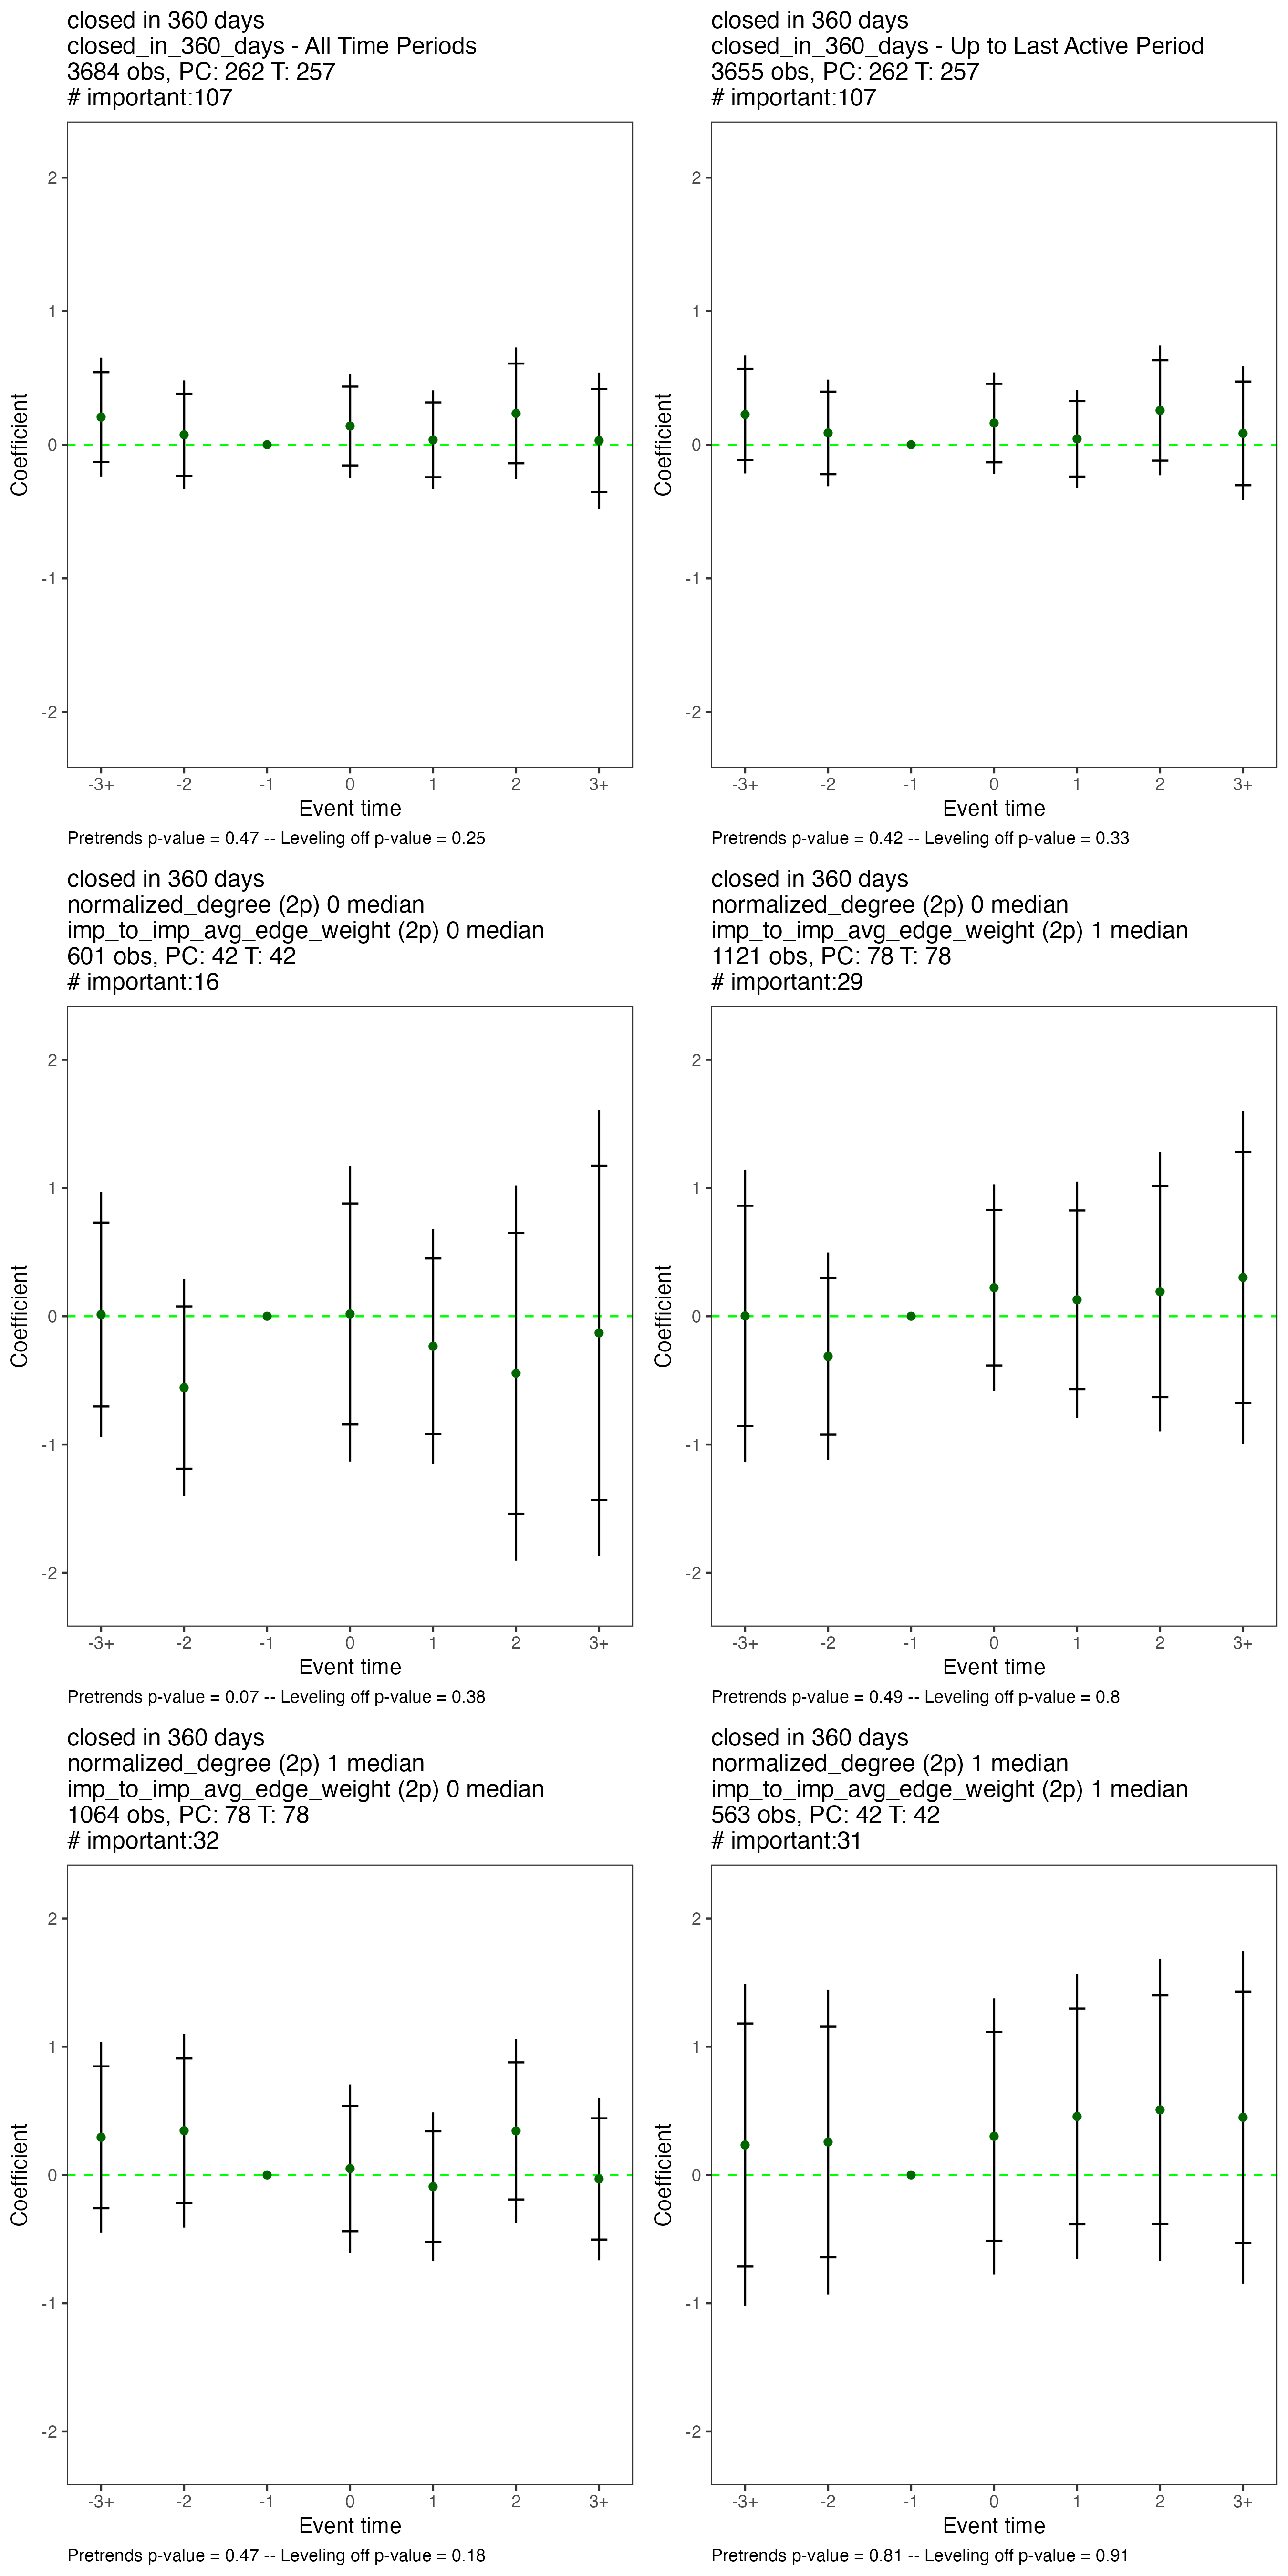 closed in 360 days
closed_in_360_days - All Time Periods
3684 obs, PC: 262 T: 257
# important:107
2
1
0
-1
-2
Coefficient
-3+ -2 -1 0 1 2 3+
Event time
Pretrends p-value = 0.47 -- Leveling off p-value = 0.25
closed in 360 days
closed_in_360_days - Up to Last Active Period
3655 obs, PC: 262 T: 257
# important:107
2
1
0
-1
-2
Coefficient
-3+ -2 -1 0 1 2 3+
Event time
Pretrends p-value = 0.42 -- Leveling off p-value = 0.33
closed in 360 days
normalized_degree (2p) 0 median
imp_to_imp_avg_edge_weight (2p) 0 median
601 obs, PC: 42 T: 42
# important:16
2
1
0
-1
-2
Coefficient
-3+ -2 -1 0 1 2 3+
Event time
Pretrends p-value = 0.07 -- Leveling off p-value = 0.38
closed in 360 days
normalized_degree (2p) 0 median
imp_to_imp_avg_edge_weight (2p) 1 median
1121 obs, PC: 78 T: 78
# important:29
2
1
0
-1
-2
Coefficient
-3+ -2 -1 0 1 2 3+
Event time
Pretrends p-value = 0.49 -- Leveling off p-value = 0.8
closed in 360 days
normalized_degree (2p) 1 median
imp_to_imp_avg_edge_weight (2p) 0 median
1064 obs, PC: 78 T: 78
# important:32
2
1
0
-1
-2
Coefficient
-3+ -2 -1 0 1 2 3+
Event time
Pretrends p-value = 0.47 -- Leveling off p-value = 0.18
closed in 360 days
normalized_degree (2p) 1 median
imp_to_imp_avg_edge_weight (2p) 1 median
563 obs, PC: 42 T: 42
# important:31
2
1
0
-1
-2
Coefficient
-3+ -2 -1 0 1 2 3+
Event time
Pretrends p-value = 0.81 -- Leveling off p-value = 0.91